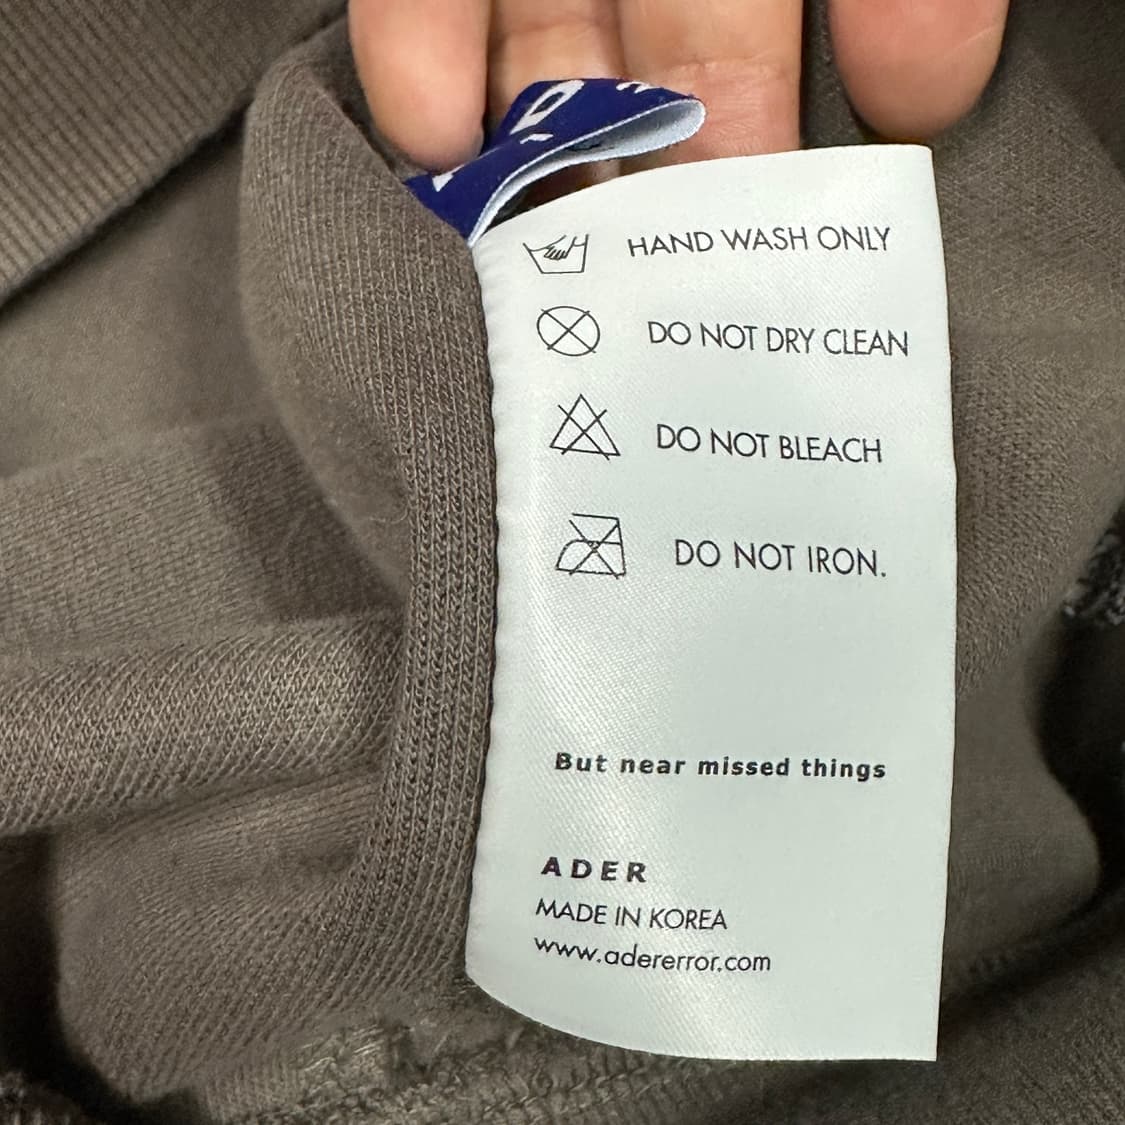 HAND WASH ONLY
DO NOT DRY CLEAN
DO NOT BLEACH
DO NOT IRON.
But near missed things
ADER
MADE IN KOREA
www.adererror.com